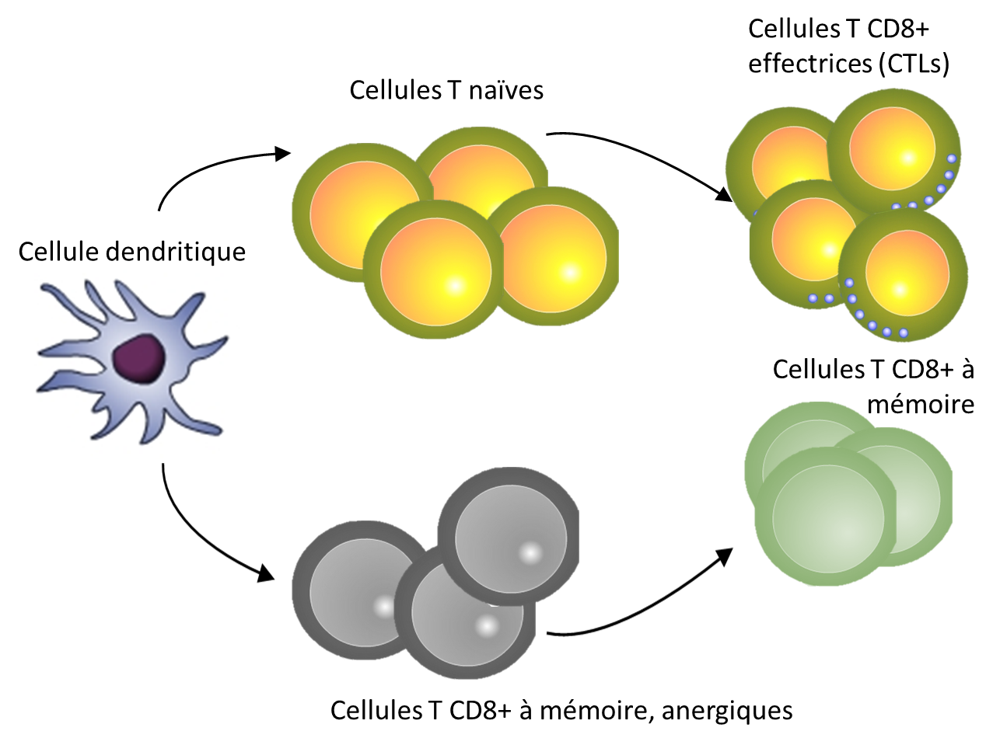 Cellules T CD8+
effectrices (CTLs)
Cellules T naïves
Cellule dendritique
Cellules T CD8+ à
mémoire
Cellules T CD8+ à mémoire, anergiques